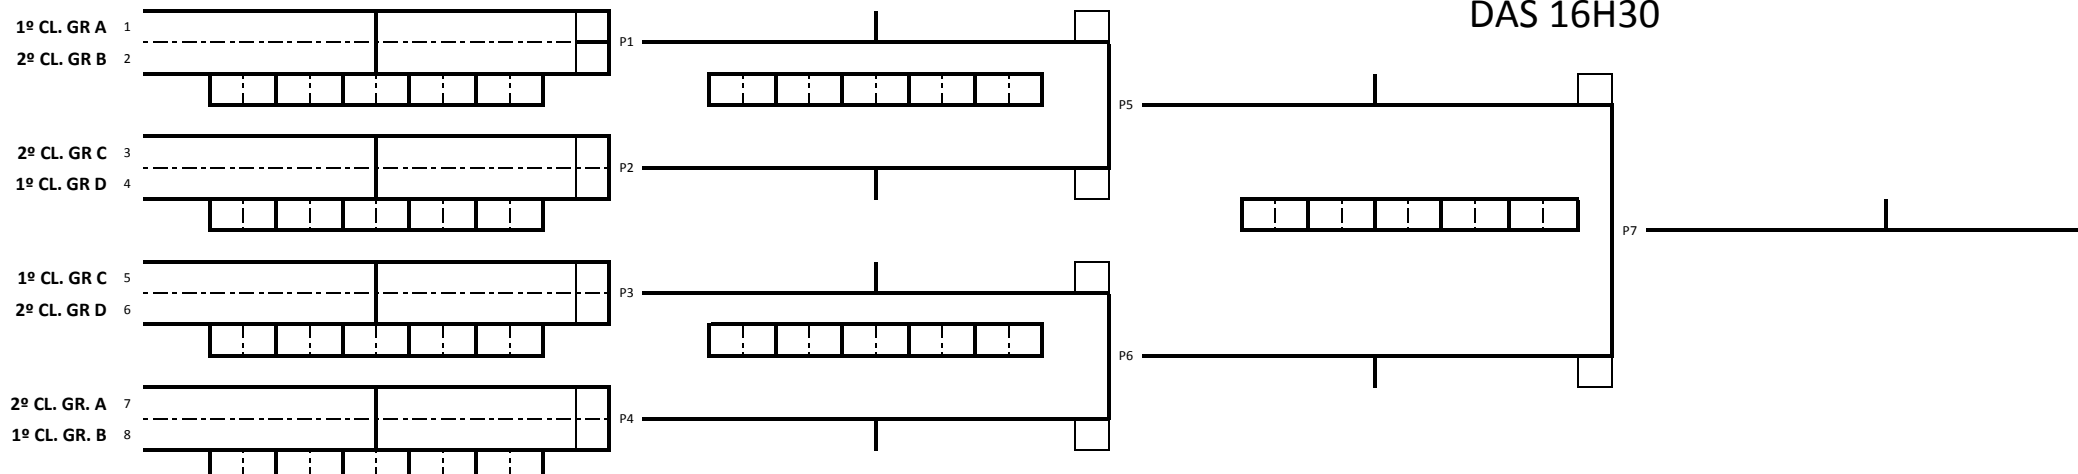 DAS 16H30
1º CL. GR A 1
2º CL. GR B 2
P1
P5
2º CL. GR C 3
1º CL. GR D 4
P2
P7
1º CL. GR C 5
2º CL. GR D 6
P3
P6
2º CL. GR. A 7
1º CL. GR. B 8
P4